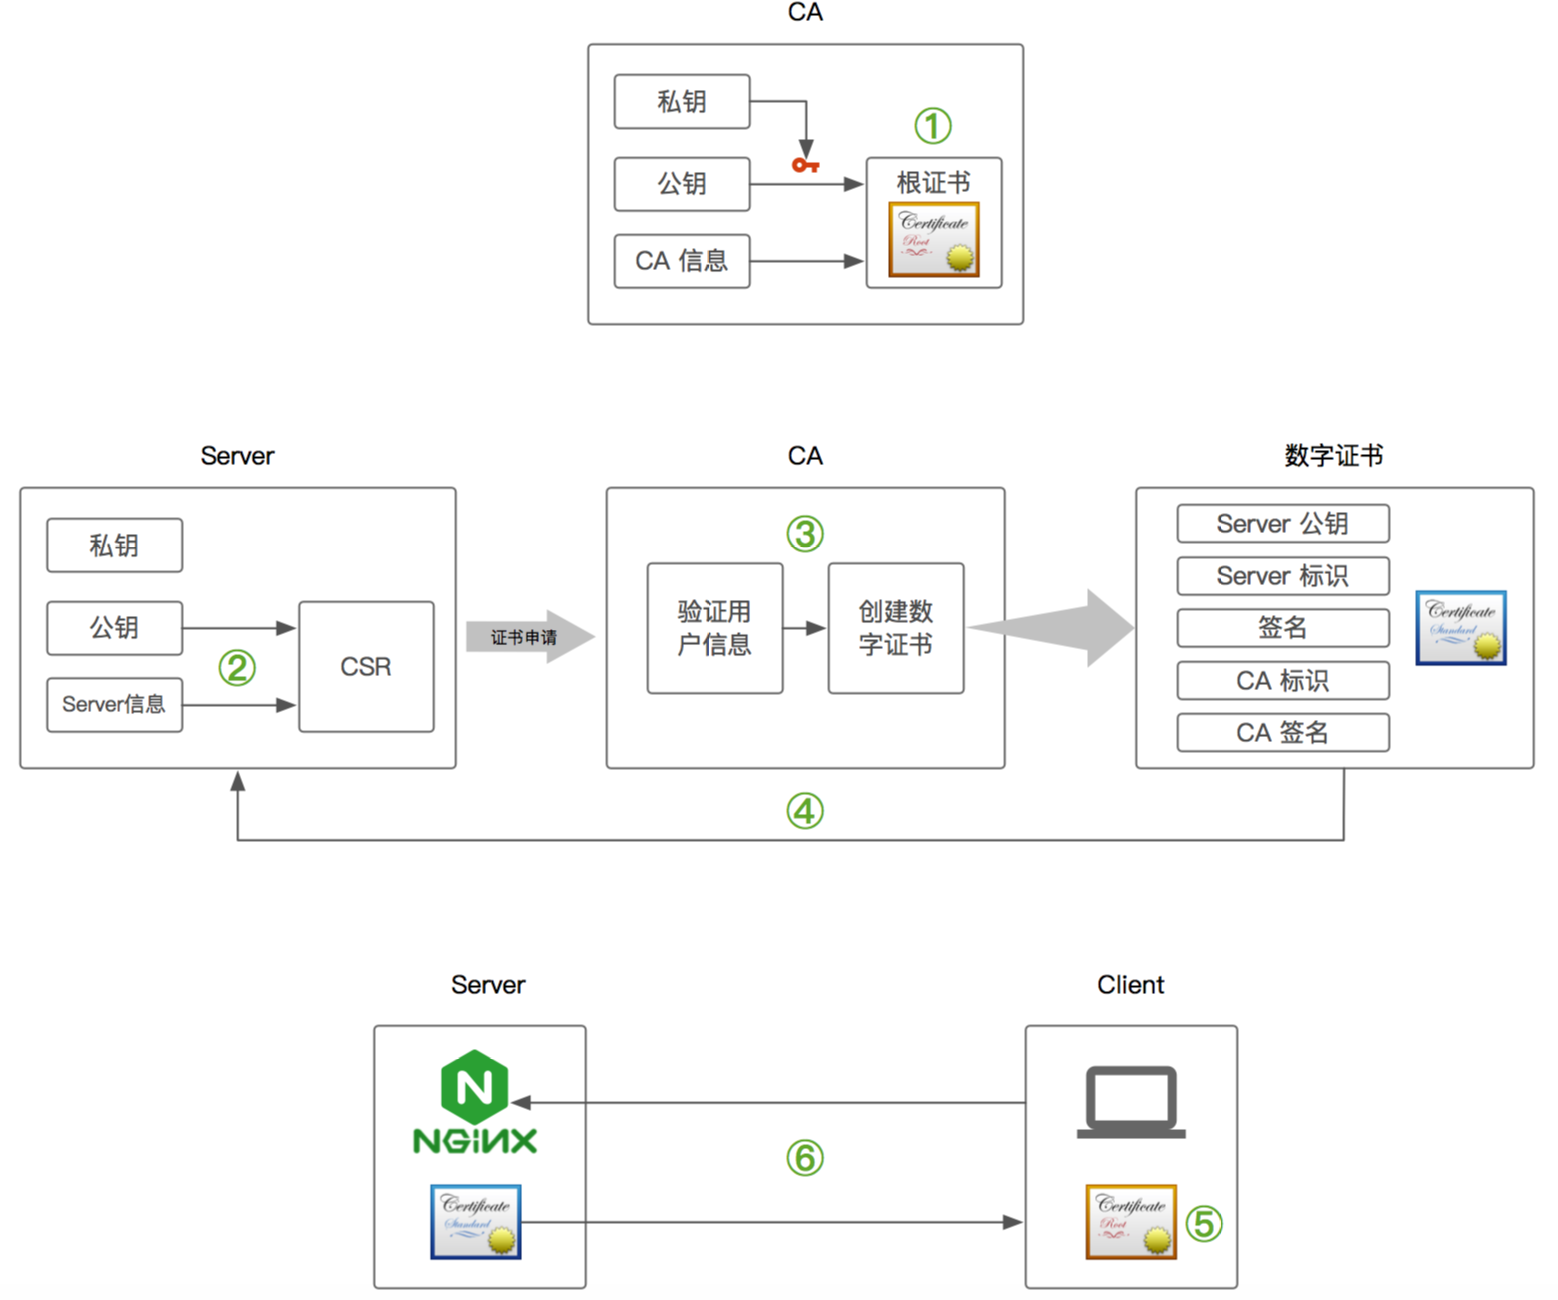 CA
私钥
①
公钥
根证书
Certificate
Root
CA 信息
Server
CA
数字证书
私钥
③
Server 公钥
验证用
户信息
创建数
字证书
Server 标识
公钥
②
CSR
证书申请
签名
Certificate
Standard
Server信息
CA 标识
CA 签名
④
Server
Client
N
NGiNX
⑥
Certificate
Standard
Certificate
Root
⑤